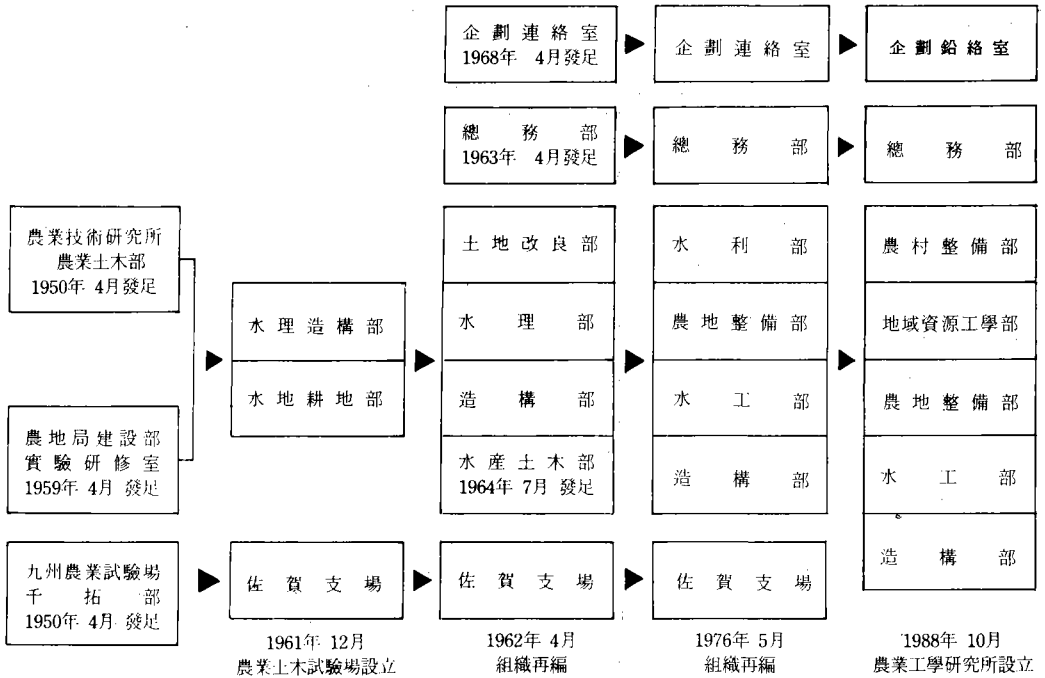 企劃連絡室
1968年 4月發足
企劃連絡室
企劃鉛絡室
總務部
1963年 4月發足
總務部
總務部
農業技術研究所
農業土木部
1950年 4月發足
農地局建設部
實驗研修室
1959年 4月 發足
水理造構部
水地耕地部
土地改良部
水理部
造構部
水産土木部
1964年 7月 發足
水利部
農地整備部
水工部
造構部
農村整備部
地域資源工學部
農地整備部
水工部
造構部
九州農業試驗場
干拓部
1950年 4月 發足
佐賀支場
佐賀支場
佐賀支場
1961年 12月
農業土木試驗場設立
1962年 4月
組織再編
1976年 5月
組織再編
1988年 10月
農業工學研究所設立